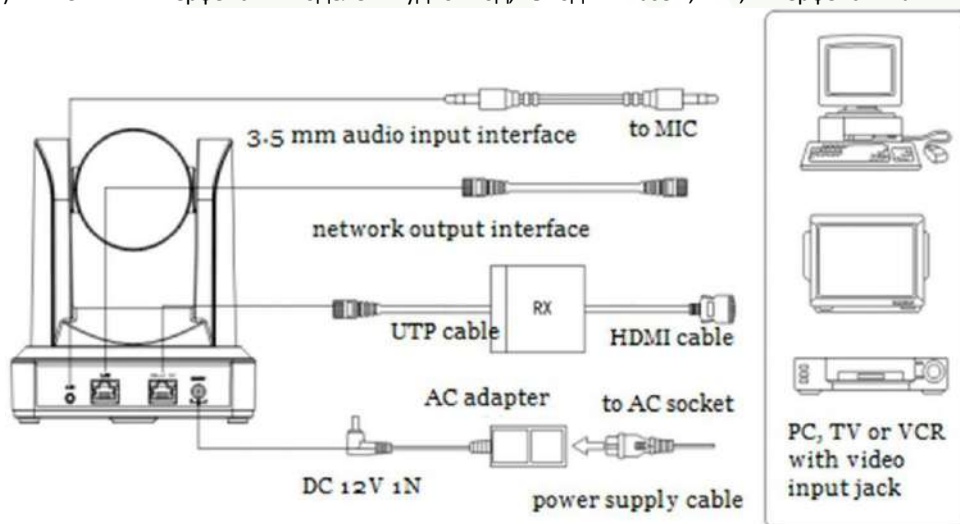 3.5 mm audio input interface
to MIC
network output interface
RX
UTP cable
HDMI cable
AC adapter
to AC socket
DC 12V 1N
power supply cable
PC, TV or VCR
with video
input jack